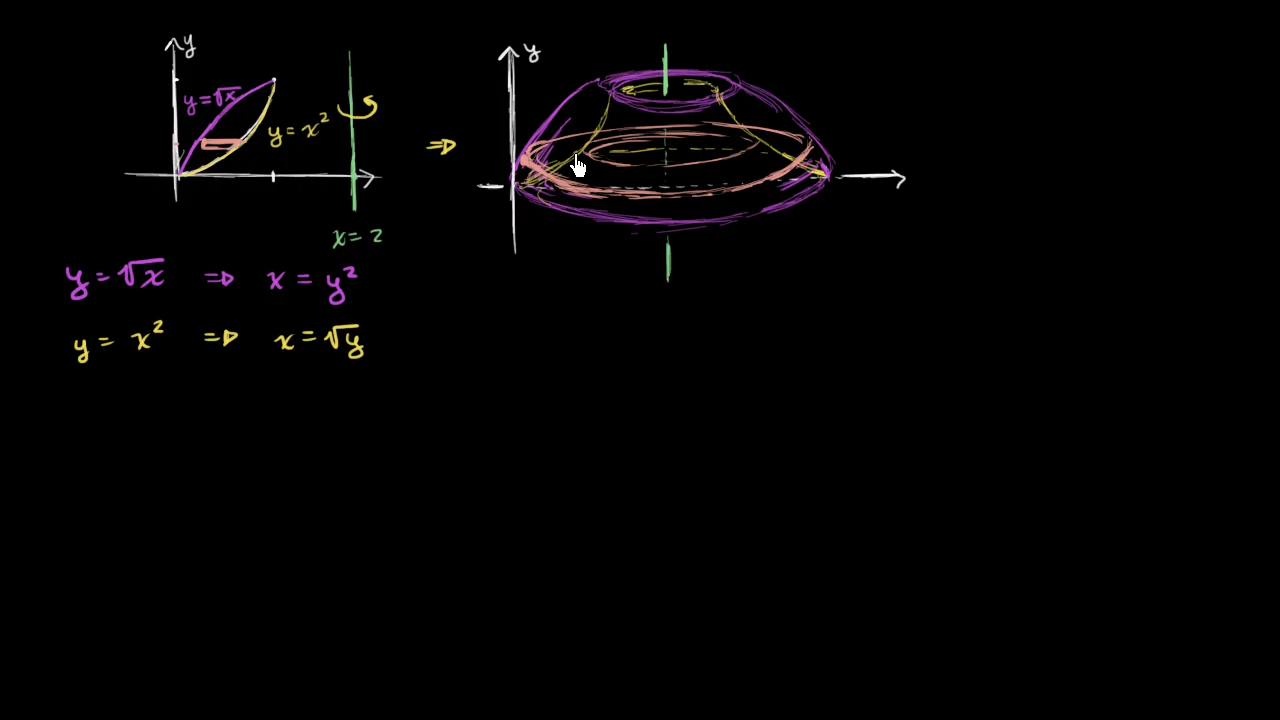 y
y
y = √x
y = x²
⇒
x = 2
y = √x ⇒ x = y²
y = x² ⇒ x = √y